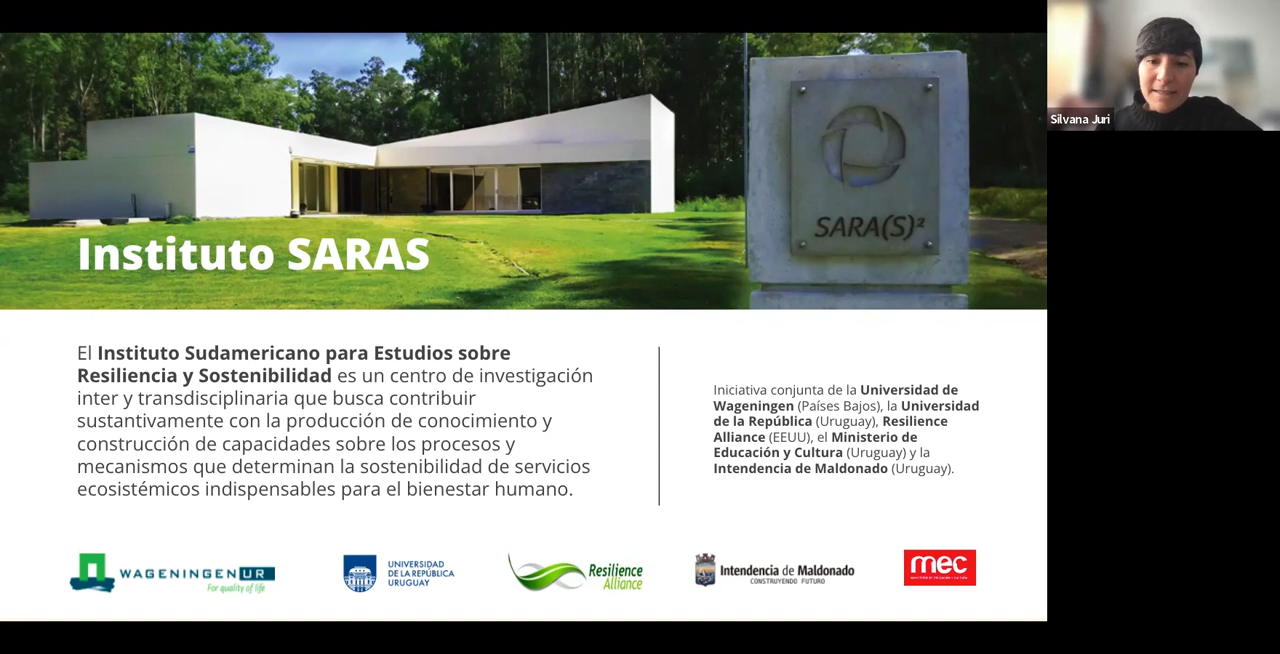 Silvana Juri
SARA(S)²
Instituto SARAS
El Instituto Sudamericano para Estudios sobre
Resiliencia y Sostenibilidad es un centro de investigación
inter y transdisciplinaria que busca contribuir
sustantivamente con la producción de conocimiento y
construcción de capacidades sobre los procesos y
mecanismos que determinan la sostenibilidad de servicios
ecosistémicos indispensables para el bienestar humano.
Iniciativa conjunta de la Universidad de
Wageningen (Países Bajos), la Universidad
de la República (Uruguay), Resilience
Alliance (EEUU), el Ministerio de
Educación y Cultura (Uruguay) y la
Intendencia de Maldonado (Uruguay).
WAGENINGEN UR
For quality of life
UNIVERSIDAD
DE LA REPÚBLICA
URUGUAY
Resilience
Alliance
Intendencia de Maldonado
CONSTRUYENDO FUTURO
mec